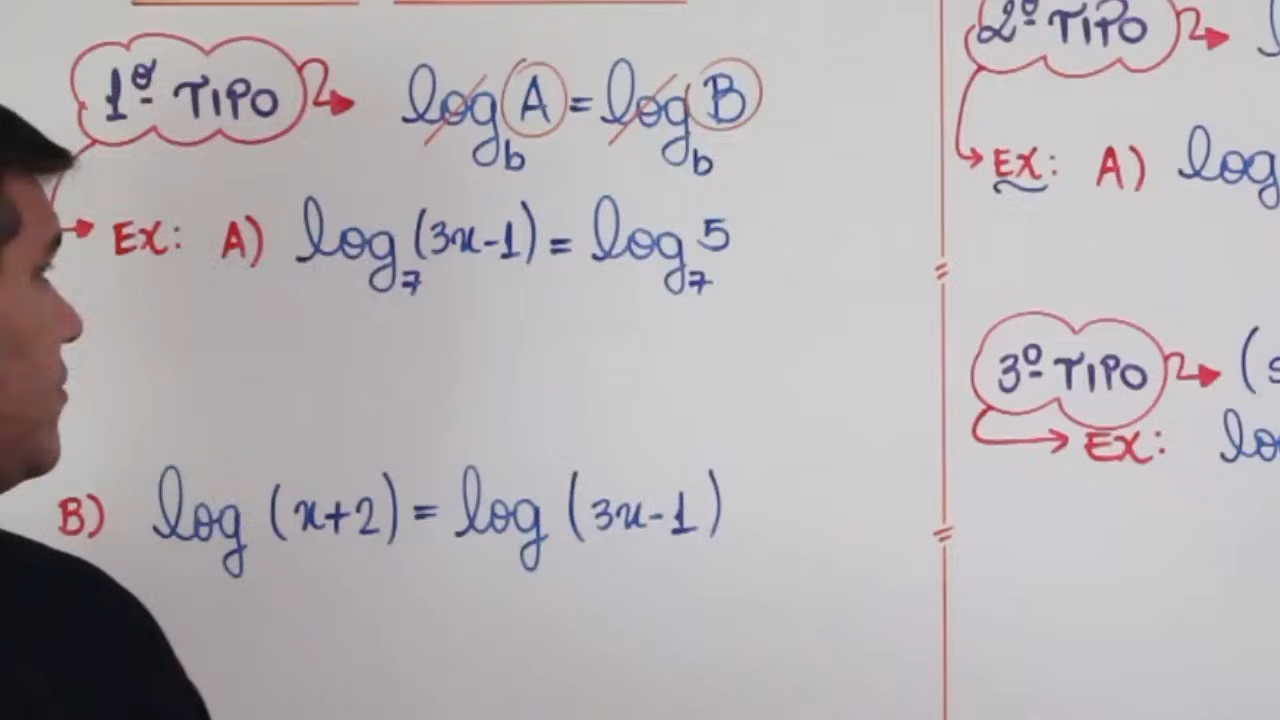 1º TIPO → log_b A = log_b B
→ EX: A) log_7 (3x-1) = log_7 5
B) log (x+2) = log (3x-1)
2º TIPO →
→ EX: A) log
3º TIPO → (
→ EX: